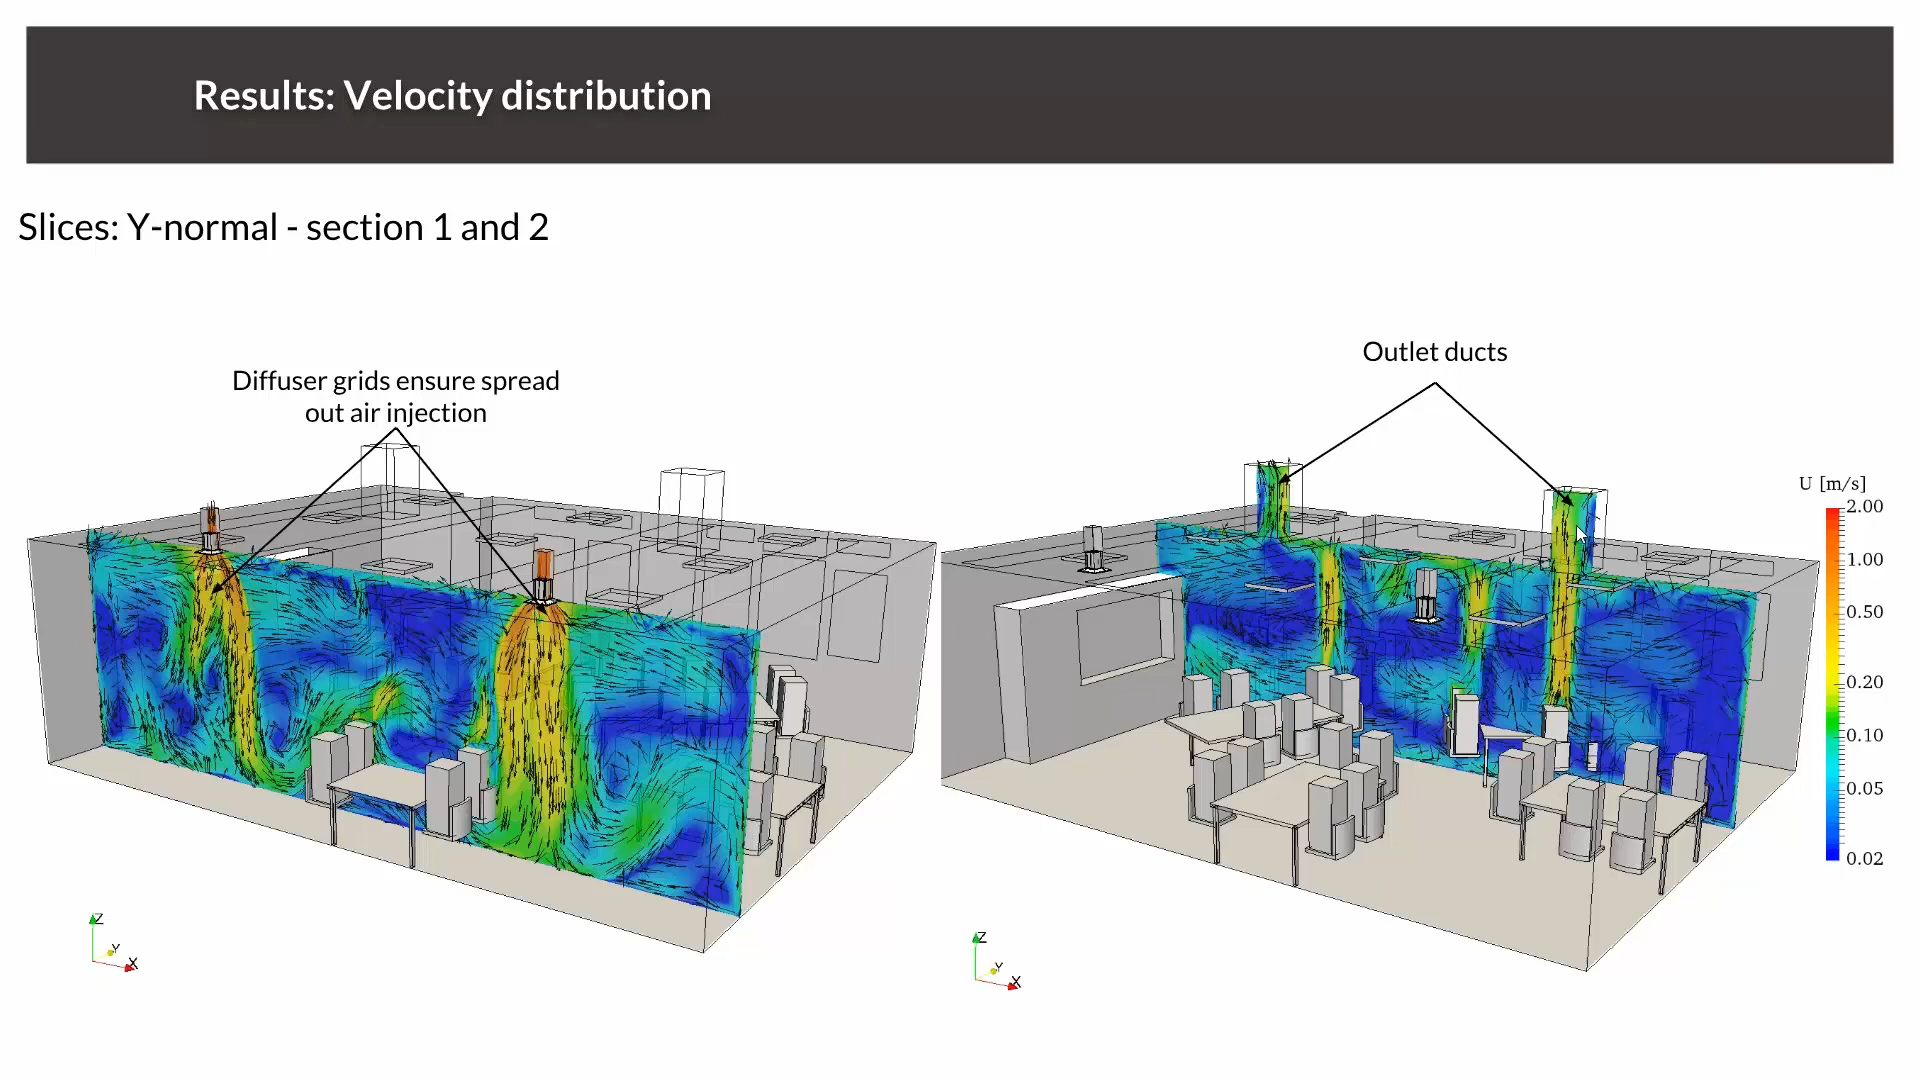 Results: Velocity distribution
Slices: Y-normal - section 1 and 2
Diffuser grids ensure spread
out air injection
Outlet ducts
U [m/s]
2.00
1.00
0.50
0.20
0.10
0.05
0.02
Z
Y
X
Z
Y
X